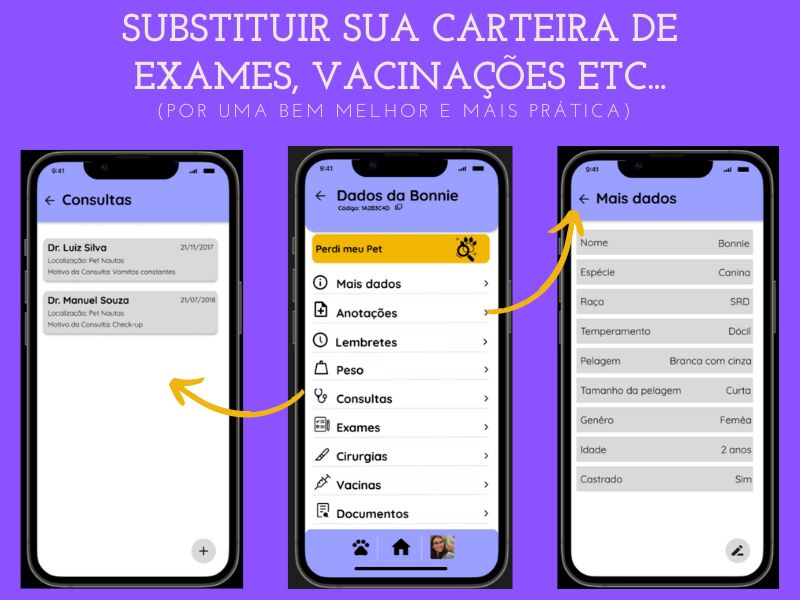 SUBSTITUIR SUA CARTEIRA DE
EXAMES, VACINAÇÕES ETC...
(POR UMA BEM MELHOR E MAIS PRÁTICA)
9:41
Consultas
Dr. Luiz Silva 21/11/2017
Localização: Pet Nautas
Motivo da Consulta: Vomitos constantes
Dr. Manuel Souza 21/07/2018
Localização: Pet Nautas
Motivo da Consulta: Check-up
9:41
Dados da Bonnie
Código: 1A2B3C4D
Perdi meu Pet
Mais dados
Anotações
Lembretes
Peso
Consultas
Exames
Cirurgias
Vacinas
Documentos
9:41
Mais dados
Nome Bonnie
Espécie Canina
Raça SRD
Temperamento Dócil
Pelagem Branca com cinza
Tamanho da pelagem Curta
Genêro Femêa
Idade 2 anos
Castrado Sim